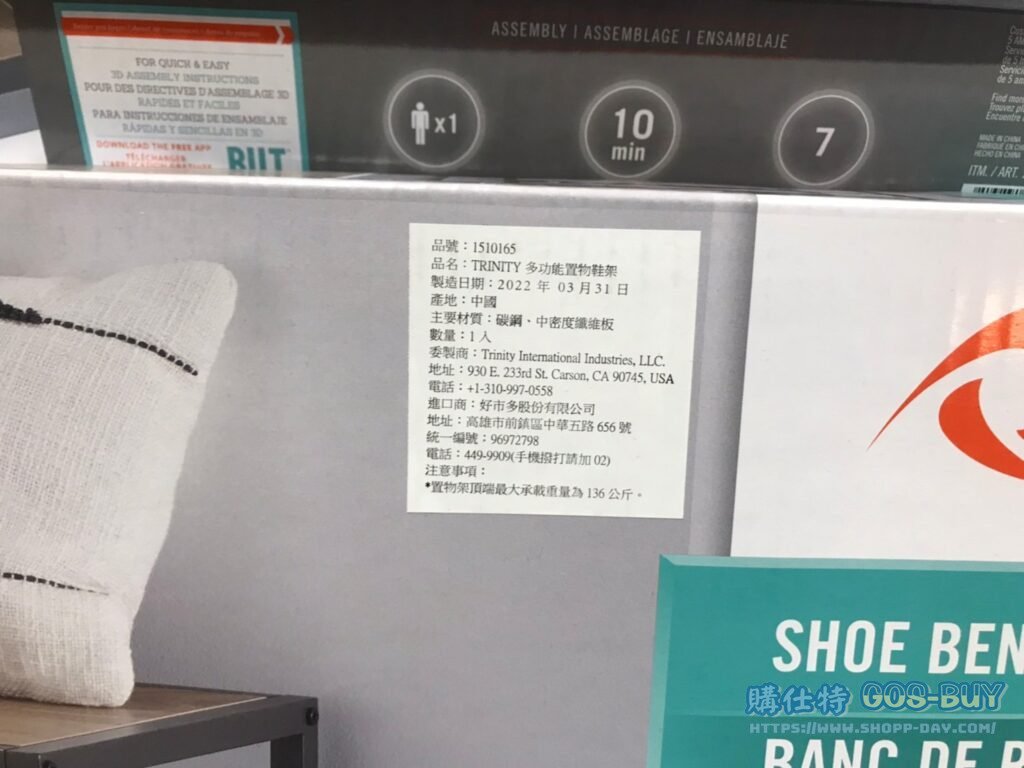 ASSEMBLY | ASSEMBLAGE | ENSAMBLAJE
FOR QUICK & EASY
3D ASSEMBLY INSTRUCTIONS
POUR DES DIRECTIVES D'ASSEMBLAGE 3D
RAPIDES ET FACILES
PARA INSTRUCCIONES DE ENSAMBLAJE
RÁPIDAS Y SENCILLAS EN 3D
DOWNLOAD THE FREE APP
TÉLÉCHARGER
x1
10
min
7
Find mor
Trouvez pl
Encuentre
MADE IN CHINA
FABRIQUÉ EN CHI
HECHO EN CHINA
ITM. / ART.
品號：1510165
品名：TRINITY 多功能置物鞋架
製造日期：2022 年 03 月 31 日
產地：中國
主要材質：碳鋼、中密度纖維板
數量：1 入
委製商：Trinity International Industries, LLC.
地址：930 E. 233rd St. Carson, CA 90745, USA
電話：+1-310-997-0558
進口商：好市多股份有限公司
地址：高雄市前鎮區中華五路 656 號
統一編號：96972798
電話：449-9909(手機撥打請加 02)
注意事項：
*置物架頂端最大承載重量為 136 公斤。
SHOE BEN
購仕特 GOS-BUY
HTTPS://WWW.SHOPP-DAY.COM/
BANC DE R